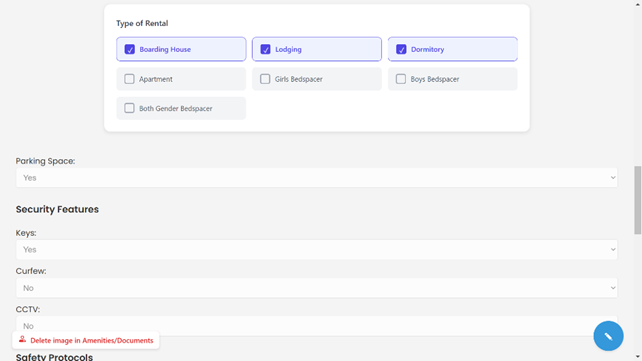 Type of Rental
Boarding House
Lodging
Dormitory
Apartment
Girls Bedspacer
Boys Bedspacer
Both Gender Bedspacer
Parking Space:
Yes
Security Features
Keys:
Yes
Curfew:
No
CCTV:
No
Delete image in Amenities/Documents
Safety Protocols